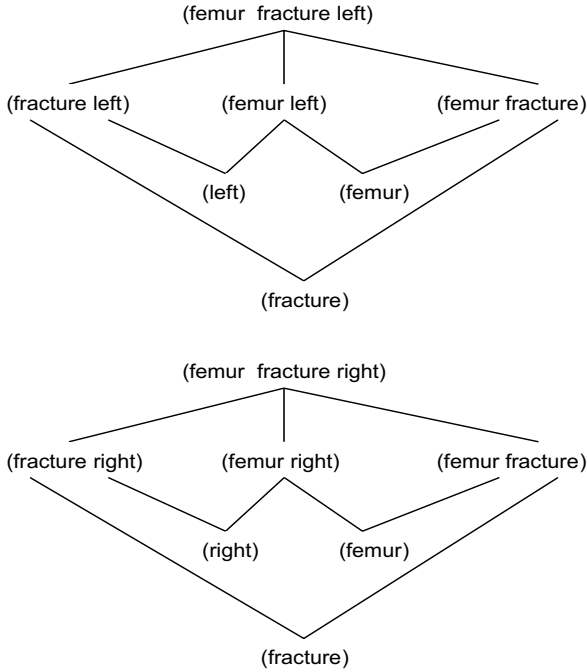 (femur fracture left)
(fracture left) (femur left) (femur fracture)
(left) (femur)
(fracture)
(femur fracture right)
(fracture right) (femur right) (femur fracture)
(right) (femur)
(fracture)